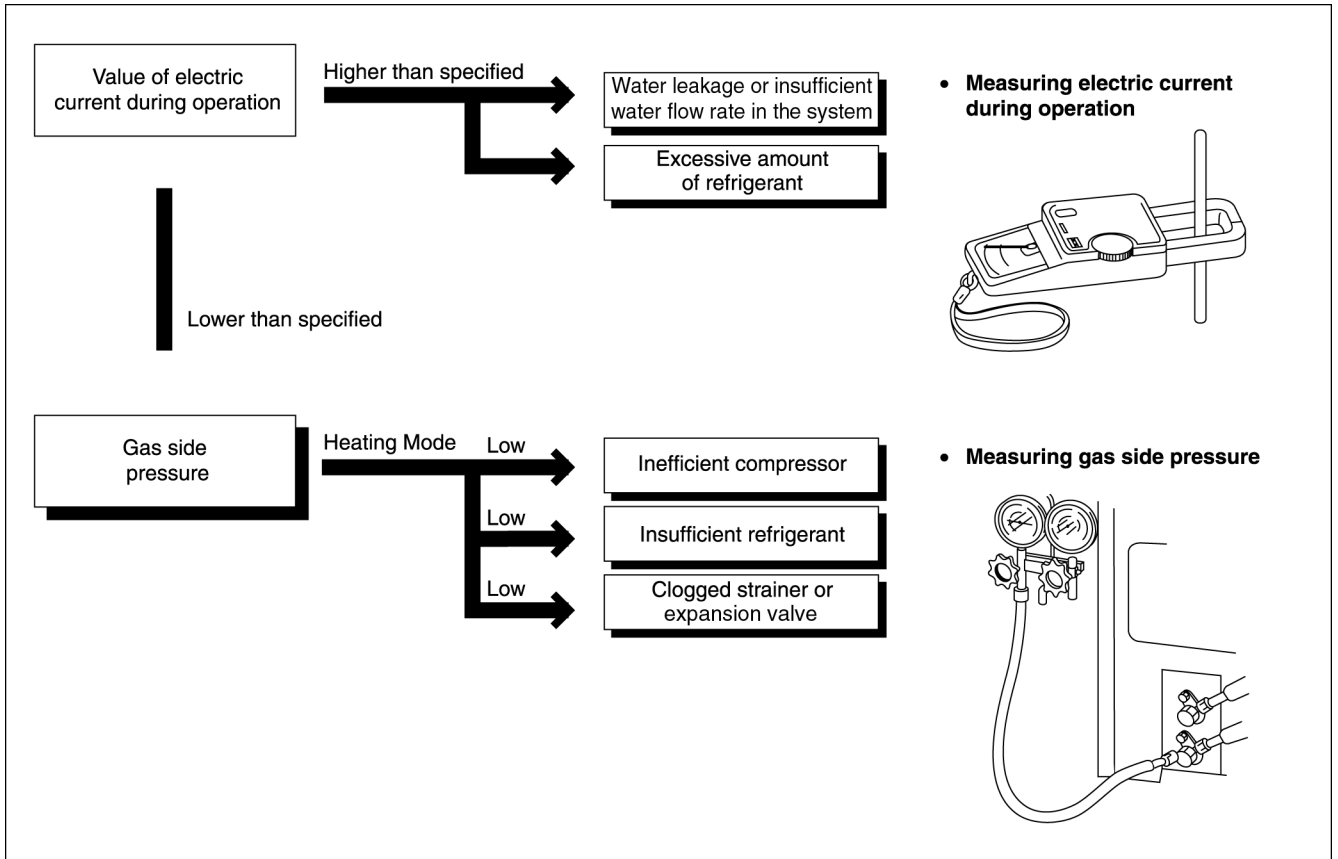 Value of electric
current during operation
Higher than specified
Water leakage or insufficient
water flow rate in the system
Excessive amount
of refrigerant
• Measuring electric current
during operation
Lower than specified
Gas side
pressure
Heating Mode
Low
Inefficient compressor
Low
Insufficient refrigerant
Low
Clogged strainer or
expansion valve
• Measuring gas side pressure